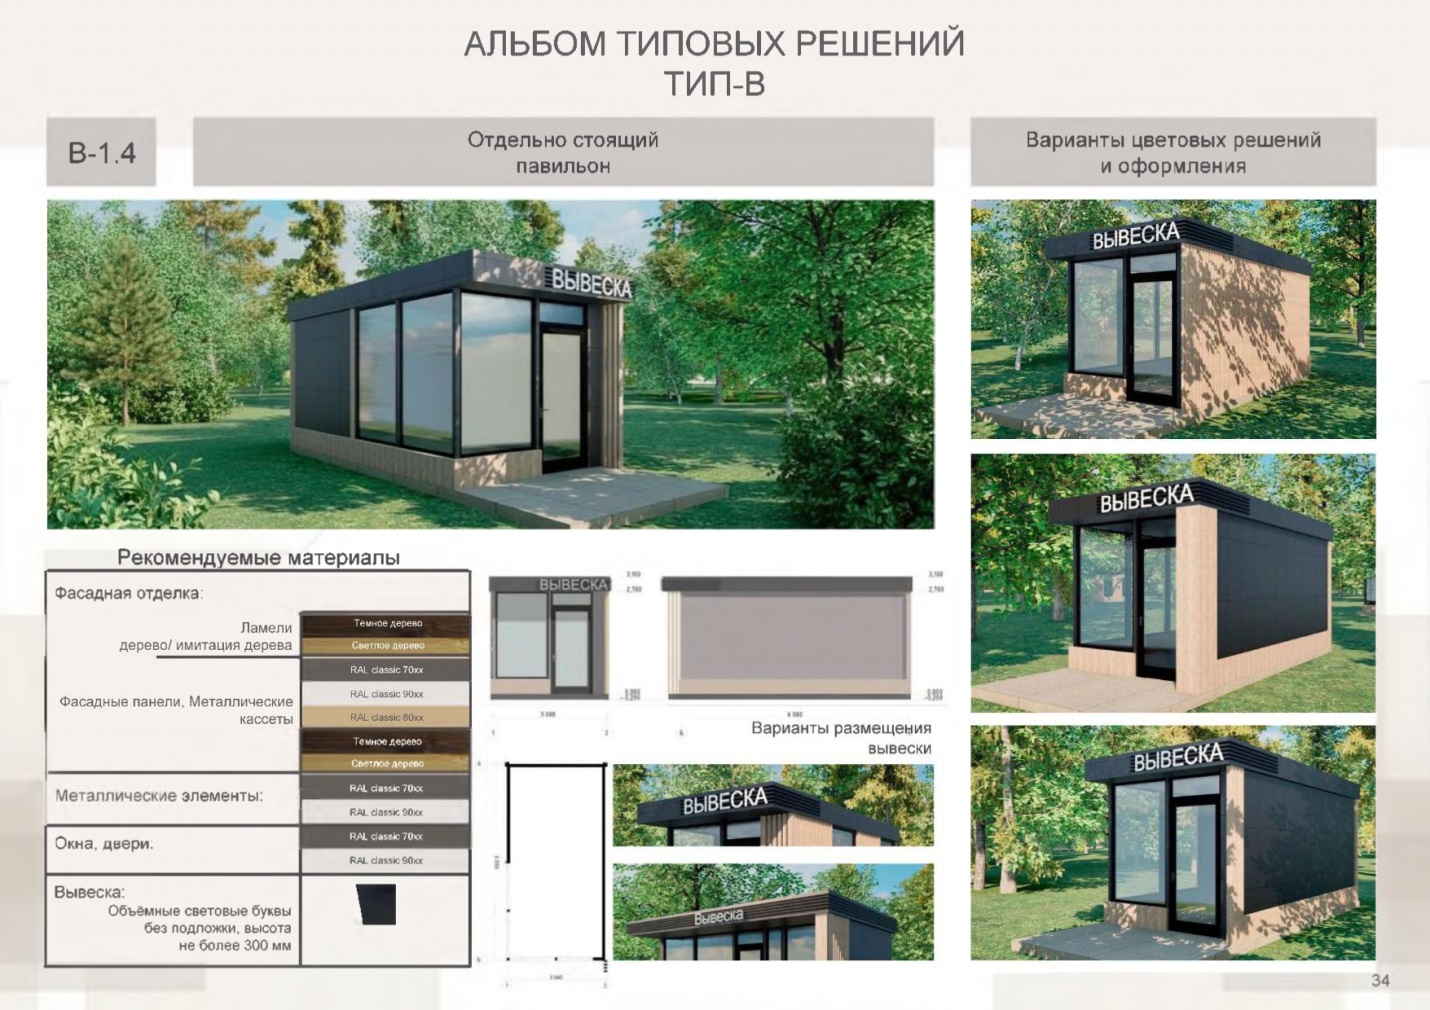 АЛЬБОМ ТИПОВЫХ РЕШЕНИЙ
ТИП-В
В-1.4
Отдельно стоящий
павильон
Варианты цветовых решений
и оформления
ВЫВЕСКА
ВЫВЕСКА
ВЫВЕСКА
ВЫВЕСКА
Рекомендуемые материалы
Фасадная отделка:
Ламели
дерево/ имитация дерева
Темное дерево
Светлое дерево
Фасадные панели, Металлические
кассеты
RAL classic 70xx
RAL classic 90xx
RAL classic 80xx
Темное дерево
Светлое дерево
Металлические элементы:
RAL classic 70xx
RAL classic 90xx
Окна, двери.
RAL classic 70xx
RAL classic 90xx
Вывеска:
Объёмные световые буквы
без подложки, высота
не более 300 мм
ВЫВЕСКА
Варианты размещения
вывески
ВЫВЕСКА
Вывеска
34